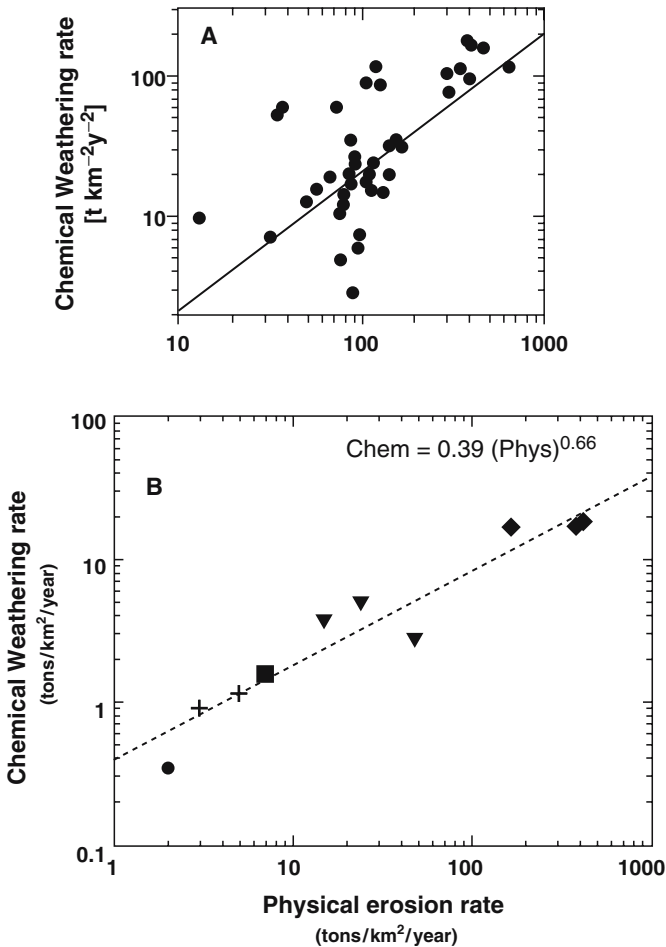 A
Chemical Weathering rate
[t km⁻²y⁻²]
100
10
10
100
1000
Chem = 0.39 (Phys)^0.66
B
Chemical Weathering rate
(tons/km²/year)
100
10
1
0.1
1
10
100
1000
Physical erosion rate
(tons/km²/year)